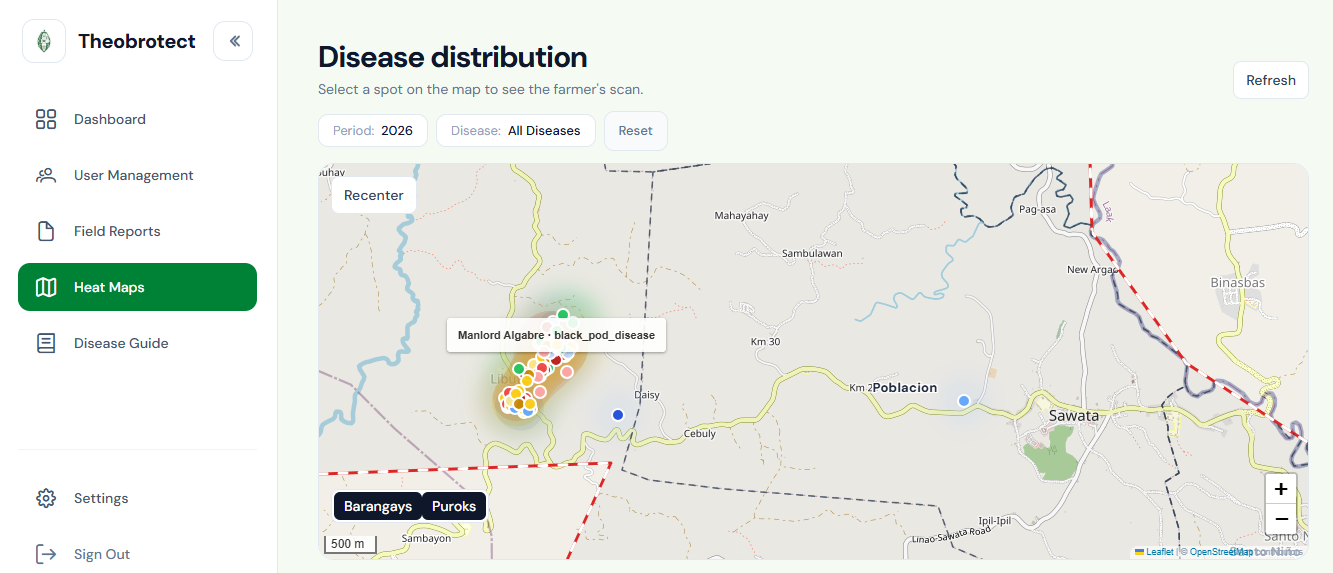 Theobrotect
Dashboard
User Management
Field Reports
Heat Maps
Disease Guide
Settings
Sign Out
Disease distribution
Select a spot on the map to see the farmer's scan.
Refresh
Period: 2026
Disease: All Diseases
Reset
Recenter
Mahayahay
Pag-asa
Laak
Sambulawan
New Argao
Binasbas
Manlord Algabre · black_pod_disease
Km 30
Daisy
Poblacion
Sawata
Cebuly
+
Barangays
Puroks
−
Ipil-Ipil
Linao-Sawata Road
Sambayon
500 m
Leaflet | © OpenStreetMap